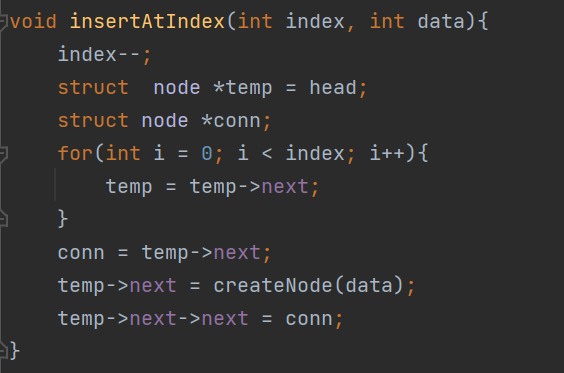 void insertAtIndex(int index, int data){
    index--;
    struct  node *temp = head;
    struct node *conn;
    for(int i = 0; i < index; i++){
        temp = temp->next;
    }
    conn = temp->next;
    temp->next = createNode(data);
    temp->next->next = conn;
}